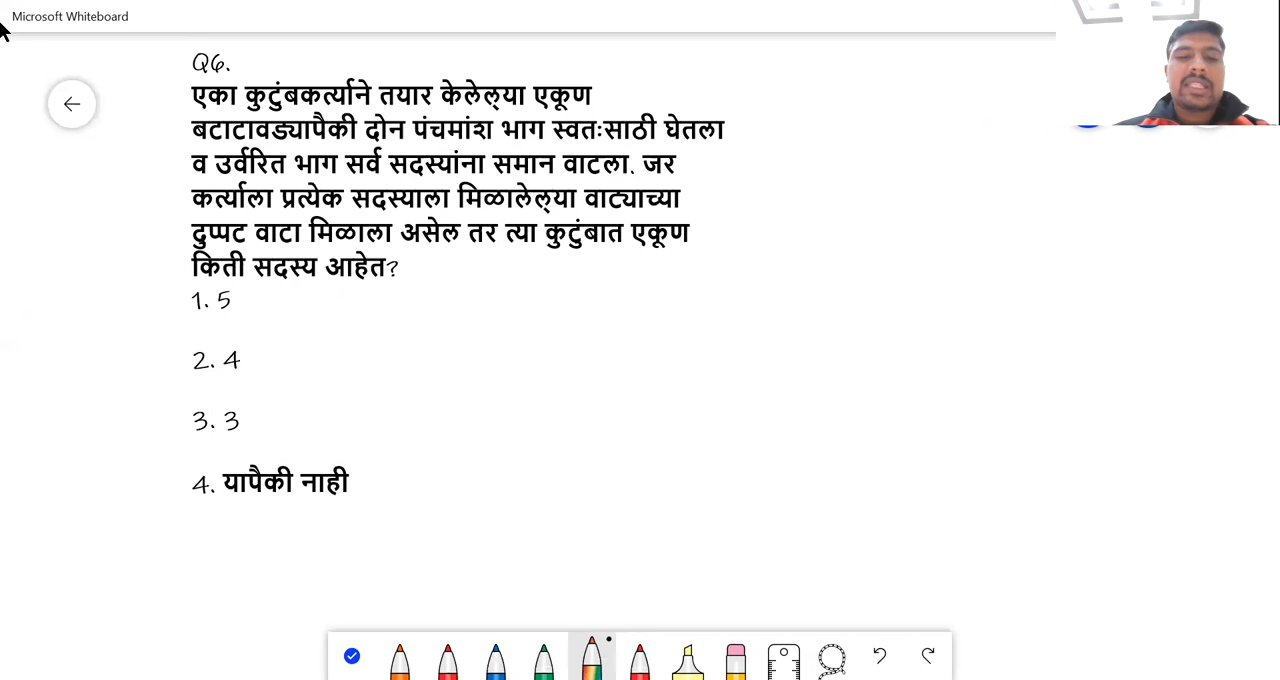 Microsoft Whiteboard
Q6.
एका कुटुंबकर्त्याने तयार केलेल्या एकूण
बटाटावड्यापैकी दोन पंचमांश भाग स्वतःसाठी घेतला
व उर्वरित भाग सर्व सदस्यांना समान वाटला. जर
कर्त्याला प्रत्येक सदस्याला मिळालेल्या वाट्याच्या
दुप्पट वाटा मिळाला असेल तर त्या कुटुंबात एकूण
किती सदस्य आहेत?
1. 5
2. 4
3. 3
4. यापैकी नाही